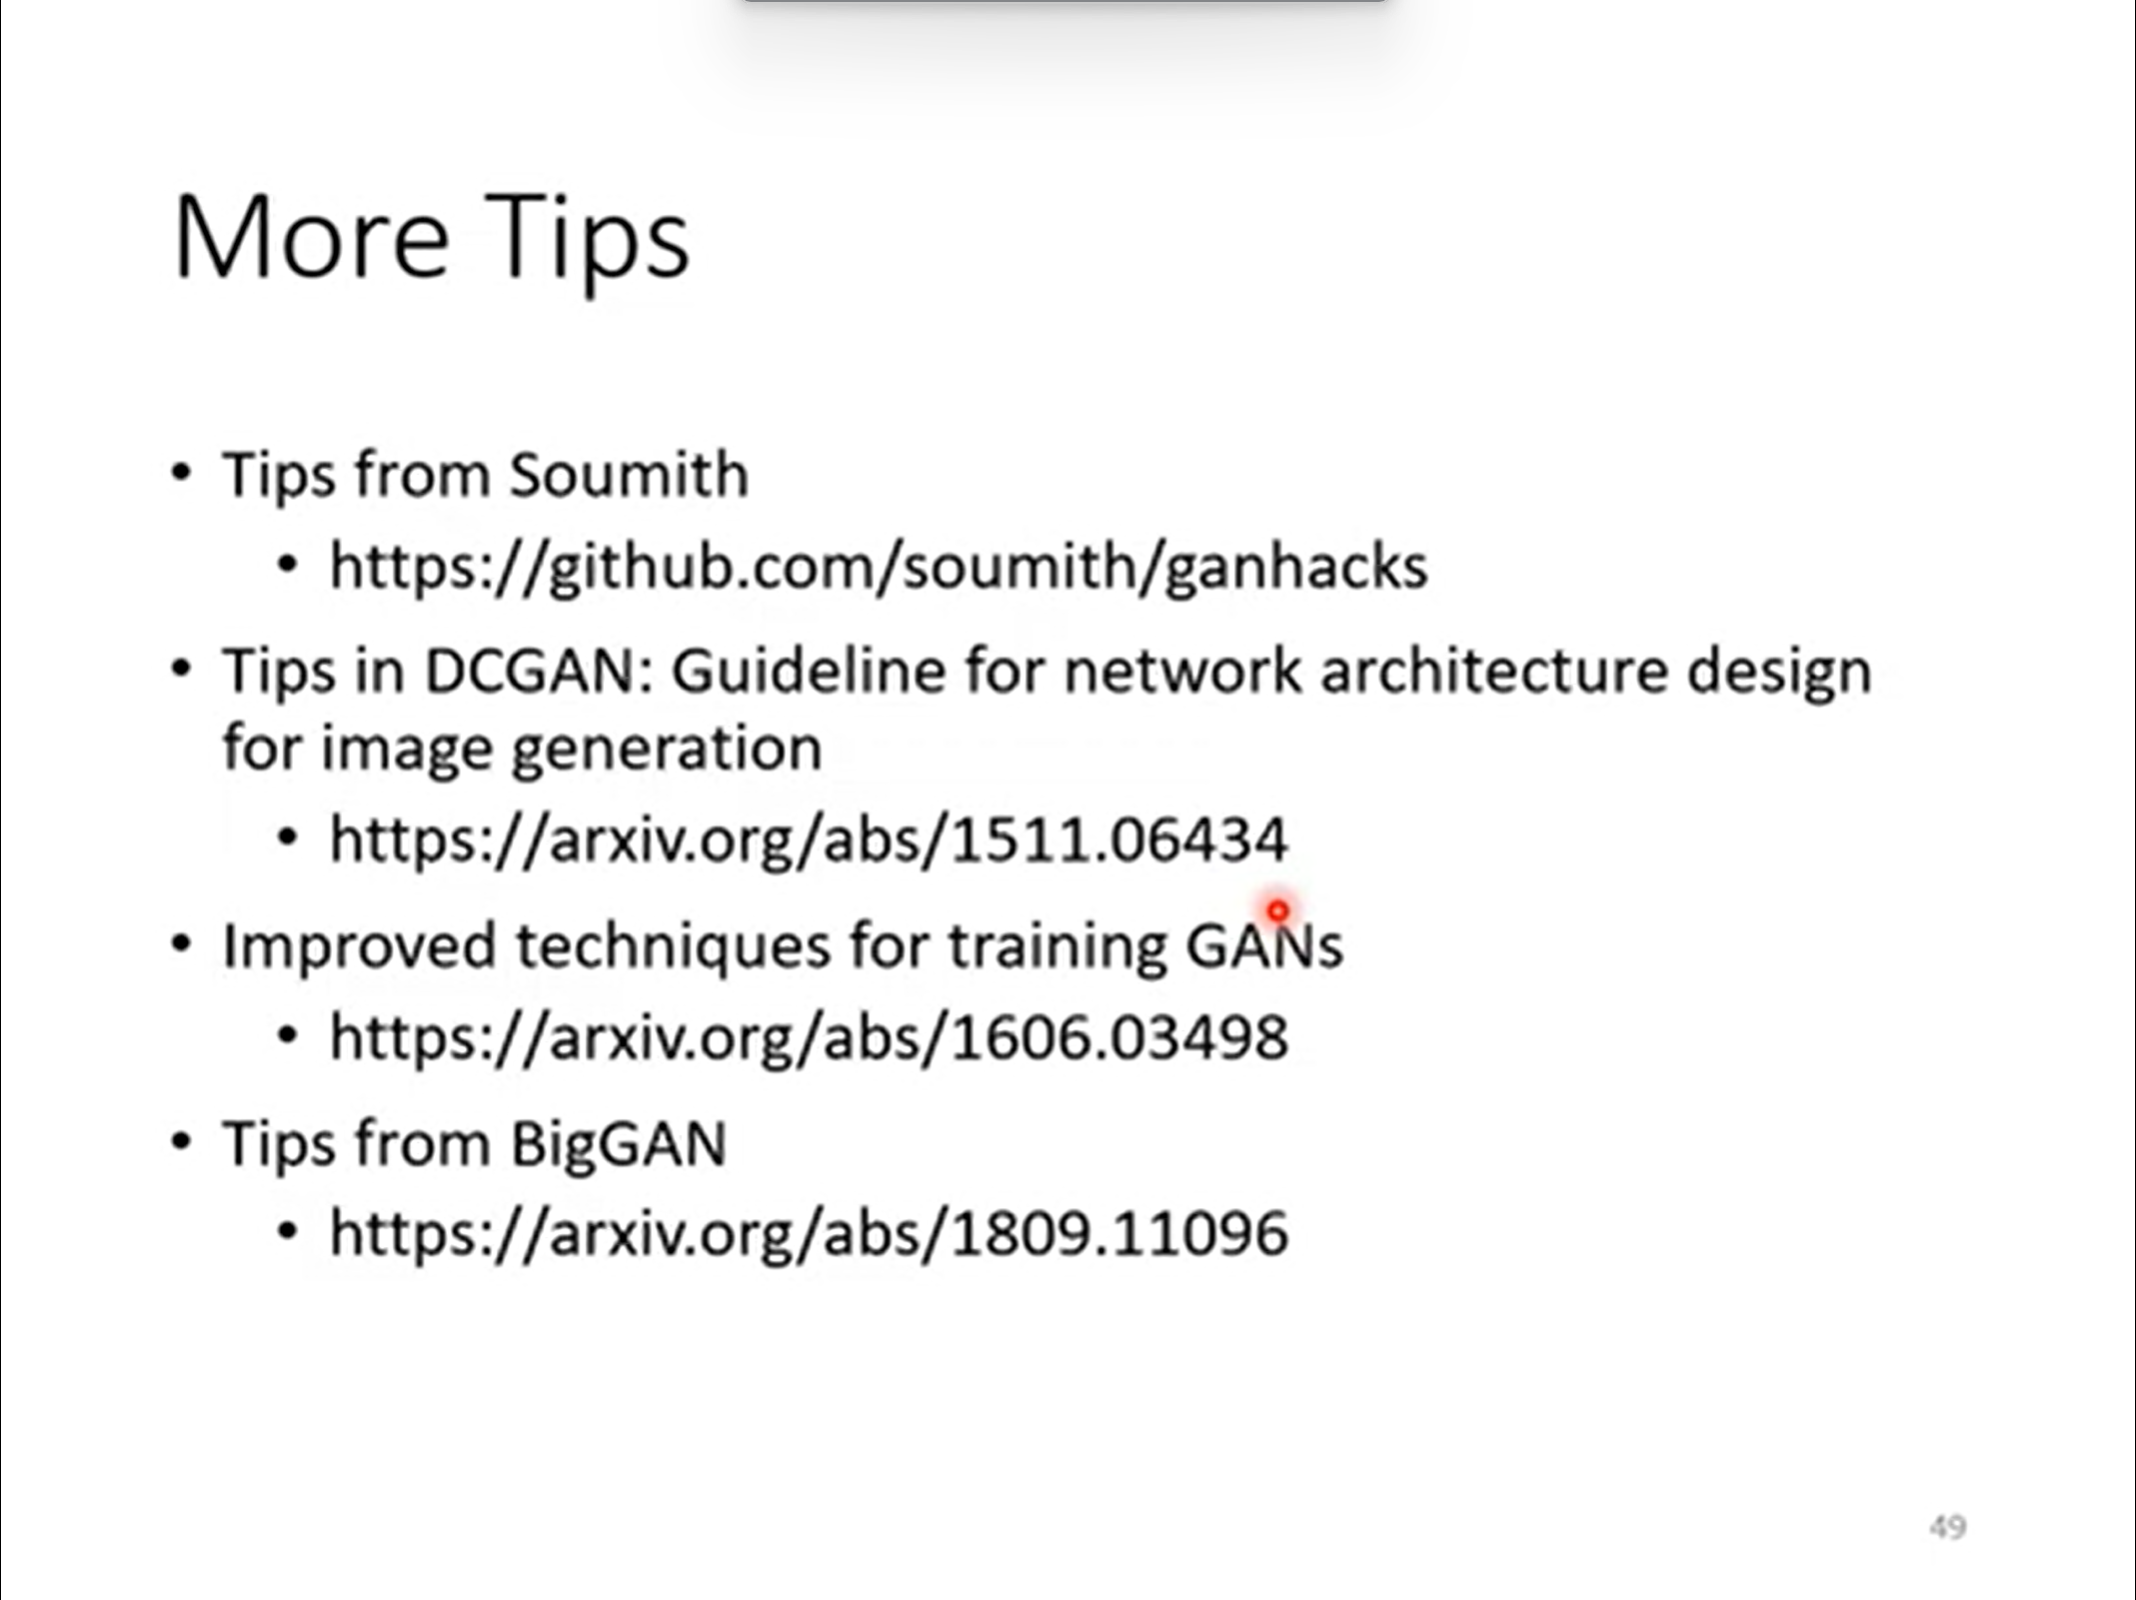 More Tips
• Tips from Soumith
• https://github.com/soumith/ganhacks
• Tips in DCGAN: Guideline for network architecture design
for image generation
• https://arxiv.org/abs/1511.06434
• Improved techniques for training GANs
• https://arxiv.org/abs/1606.03498
• Tips from BigGAN
• https://arxiv.org/abs/1809.11096
49